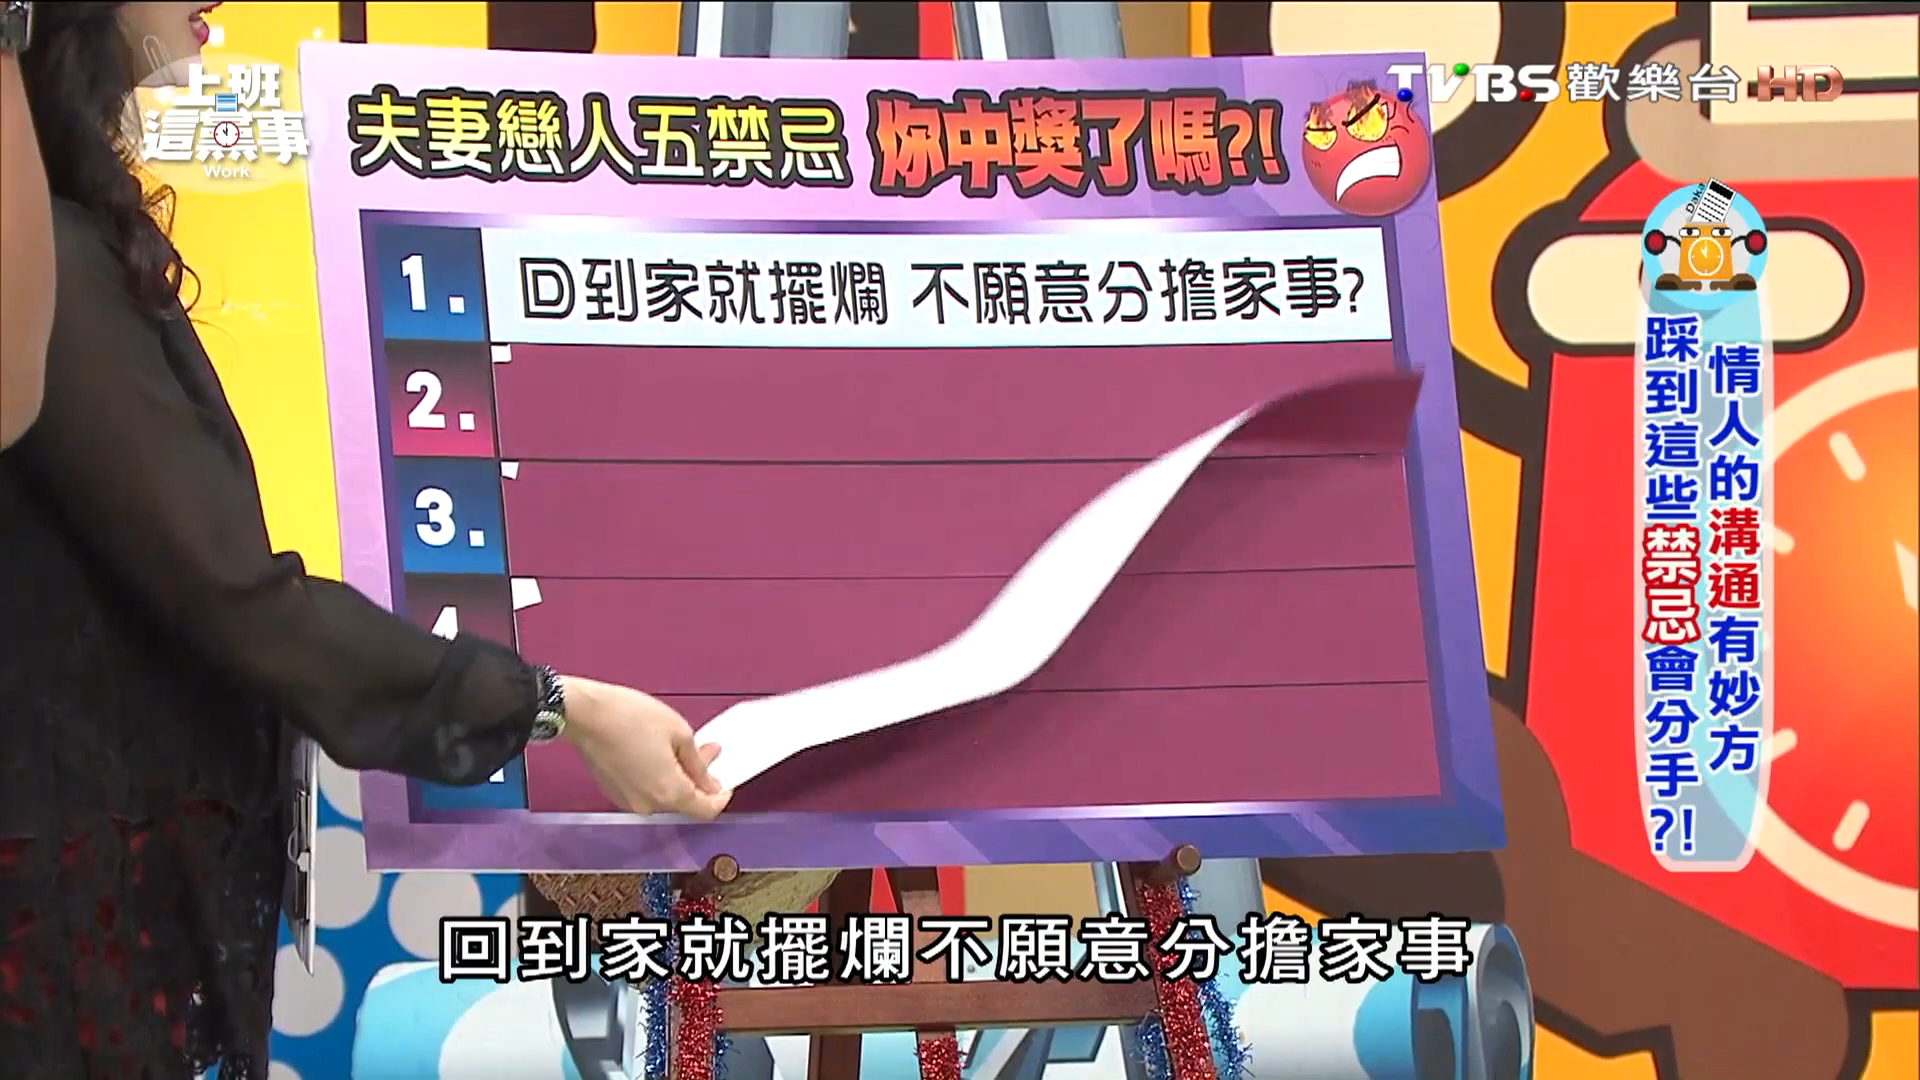 上班
這黨事
Work...
TVBS歡樂台 HD
夫妻戀人五禁忌 你中獎了嗎?!
1. 回到家就擺爛 不願意分擔家事?
2.
3.
4
情人的溝通有妙方
踩到這些禁忌會分手?!
回到家就擺爛不願意分擔家事